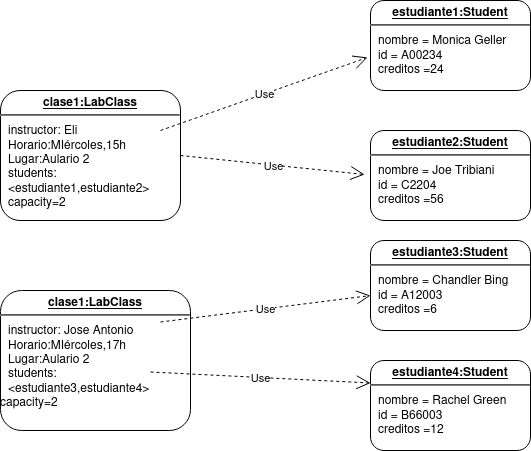 estudiante1:Student
nombre = Monica Geller
id = A00234
creditos =24
Use
clase1:LabClass
instructor: Eli
Horario:MIércoles,15h
Lugar:Aulario 2
students:
<estudiante1,estudiante2>
capacity=2
Use
estudiante2:Student
nombre = Joe Tribiani
id = C2204
creditos =56
estudiante3:Student
nombre = Chandler Bing
id = A12003
creditos =6
Use
clase1:LabClass
instructor: Jose Antonio
Horario:MIércoles,17h
Lugar:Aulario 2
students:
<estudiante3,estudiante4>
capacity=2
Use
estudiante4:Student
nombre = Rachel Green
id = B66003
creditos =12